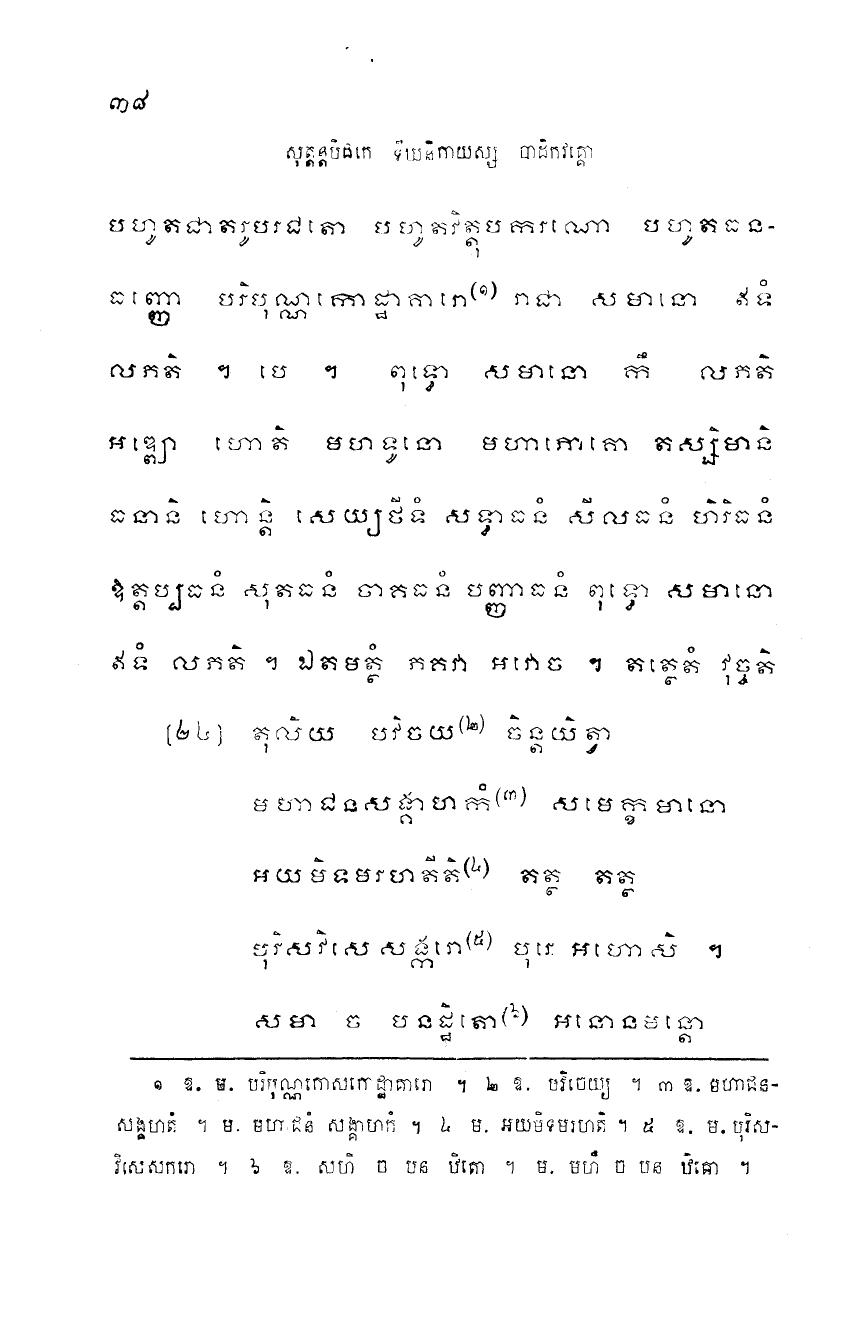 ៣៨
សុត្តន្តបិដកេ ទីឃនិកាយស្ស បាដិកវគ្គោ
បហូតជាតរូបរជតោ បហូតវិត្តុបករណោ បហូតធន-
ធញ្ញោ បរិបុណ្ណកោដ្ឋាគារោ(១) រាជា សមានោ ឥទំ
លភតិ ។ បេ ។ ពុទ្ធោ សមានោ កឹ លភតិ
អឌ្ឍោ ហោតិ មហទ្ធនោ មហាភោគោ តស្សិមានិ
ធនានិ ហោន្តិ សេយ្យថីទំ សទ្ធាធនំ សីលធនំ ហិរិធនំ
ឱត្តប្បធនំ សុតធនំ ចាគធនំ បញ្ញាធនំ ពុទ្ធោ សមានោ
ឥទំ លភតិ ។ ឯតមត្ថំ ភគវា អវោច ។ តត្ថេតំ វុច្ចតិ
[២៤] តុលិយ បវិចយ(២) ចិន្តយិត្វា
មហាជនសង្គាហកំ(៣) សមេក្ខមានោ
អយមិទមរហតីតិ(៤) តត្ថ តត្ថ
បុរិសវិសេសង្ករោ(៥) បុរេ អហោសិ ។
សមា ច បនដ្ឋិតោ(៦) អនោនមន្តោ
១ ឱ. ម. បរិបុណ្ណកោសកោដ្ឋាគារោ ។ ២ ឱ. បវិចេយ្យ ។ ៣ ឱ. មហាជន-
សង្គហតំ ។ ម. មហាជនំ សង្គាហកំ ។ ៤ ម. អយមិទមរហតិ ។ ៥ ឱ. ម. បុរិស-
វិសេសករោ ។ ៦ ឱ. សហិ ច បន ឋិតោ ។ ម. មហឹ ច បន ឋិតោ ។